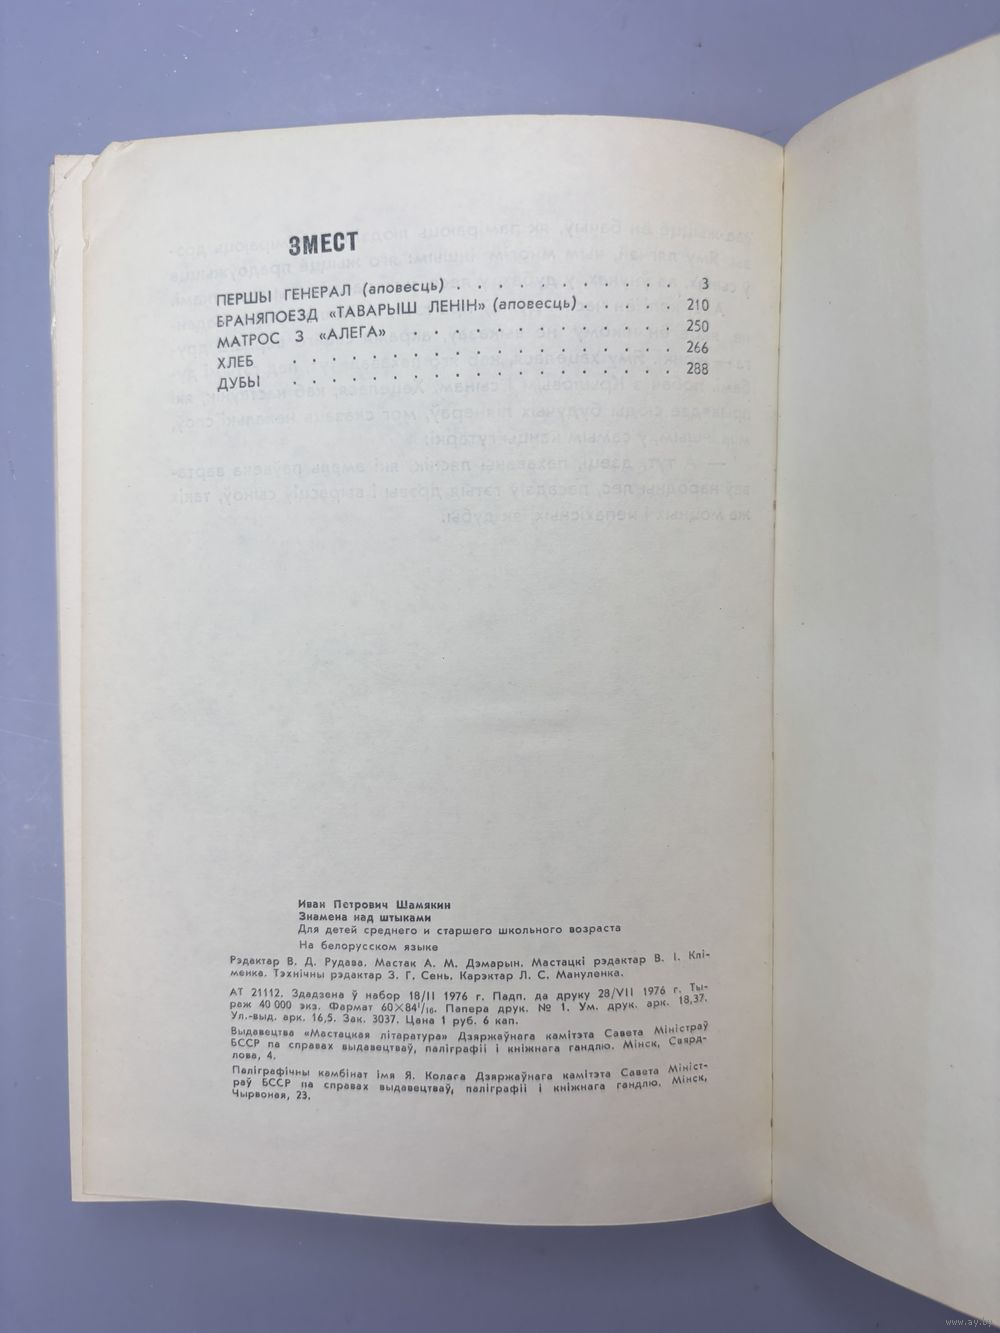 ЗМЕСТ
ПЕРШЫ ГЕНЕРАЛ (аповесць) . . . . . . . . . . . 3
БРАНЯПОЕЗД «ТАВАРЫШ ЛЕНІН» (аповесць) . . . . . 210
МАТРОС З «АЛЕГА» . . . . . . . . . . . . . 250
ХЛЕБ . . . . . . . . . . . . . . . . . . 266
ДУБЫ . . . . . . . . . . . . . . . . . . 288
Иван Петрович Шамякин
Знамена над штыками
Для детей среднего и старшего школьного возраста
На белорусском языке
Рэдактар В. Д. Рудава. Мастак А. М. Дэмарын. Мастацкі рэдактар В. І. Клі-
менка. Тэхнічны рэдактар З. Г. Сень. Карэктар Л. С. Мануленка.
АТ 21112. Здадзена ў набор 18/II 1976 г. Падп. да друку 28/VII 1976 г. Ты-
раж 40 000 экз. Фармат 60×84¹/₁₆. Папера друк. № 1. Ум. друк. арк. 18,37.
Ул.-выд. арк. 16,5. Зак. 3037. Цана 1 руб. 6 кап.
Выдавецтва «Мастацкая літаратура» Дзяржаўнага камітэта Савета Міністраў
БССР па справах выдавецтваў, паліграфіі і кніжнага гандлю. Мінск, Свярд-
лова, 4.
Паліграфічны камбінат імя Я. Коласа Дзяржаўнага камітэта Савета Мініст-
раў БССР па справах выдавецтваў, паліграфіі і кніжнага гандлю. Мінск,
Чырвоная, 23.
www.ay.by